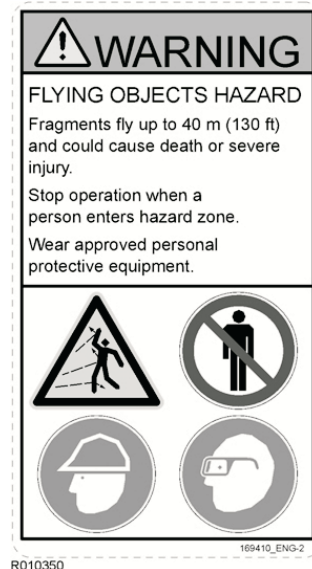 WARNING
FLYING OBJECTS HAZARD
Fragments fly up to 40 m (130 ft)
and could cause death or severe
injury.
Stop operation when a
person enters hazard zone.
Wear approved personal
protective equipment.
169410_ENG-2
R010350